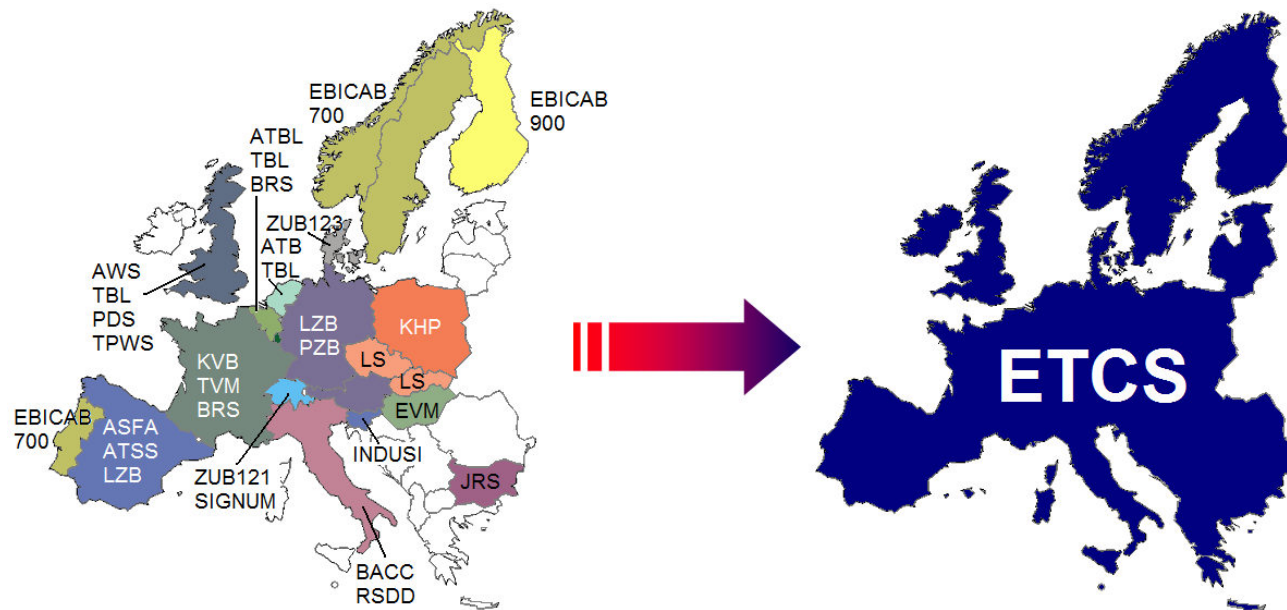 EBICAB
700
EBICAB
900
ATBL
TBL
BRS
ZUB123
ATB
TBL
AWS
TBL
PDS
TPWS
LZB
PZB
KHP
LS
LS
KVB
TVM
BRS
EVM
EBICAB
700
ASFA
ATSS
LZB
INDUSI
ZUB121
SIGNUM
JRS
BACC
RSDD
ETCS